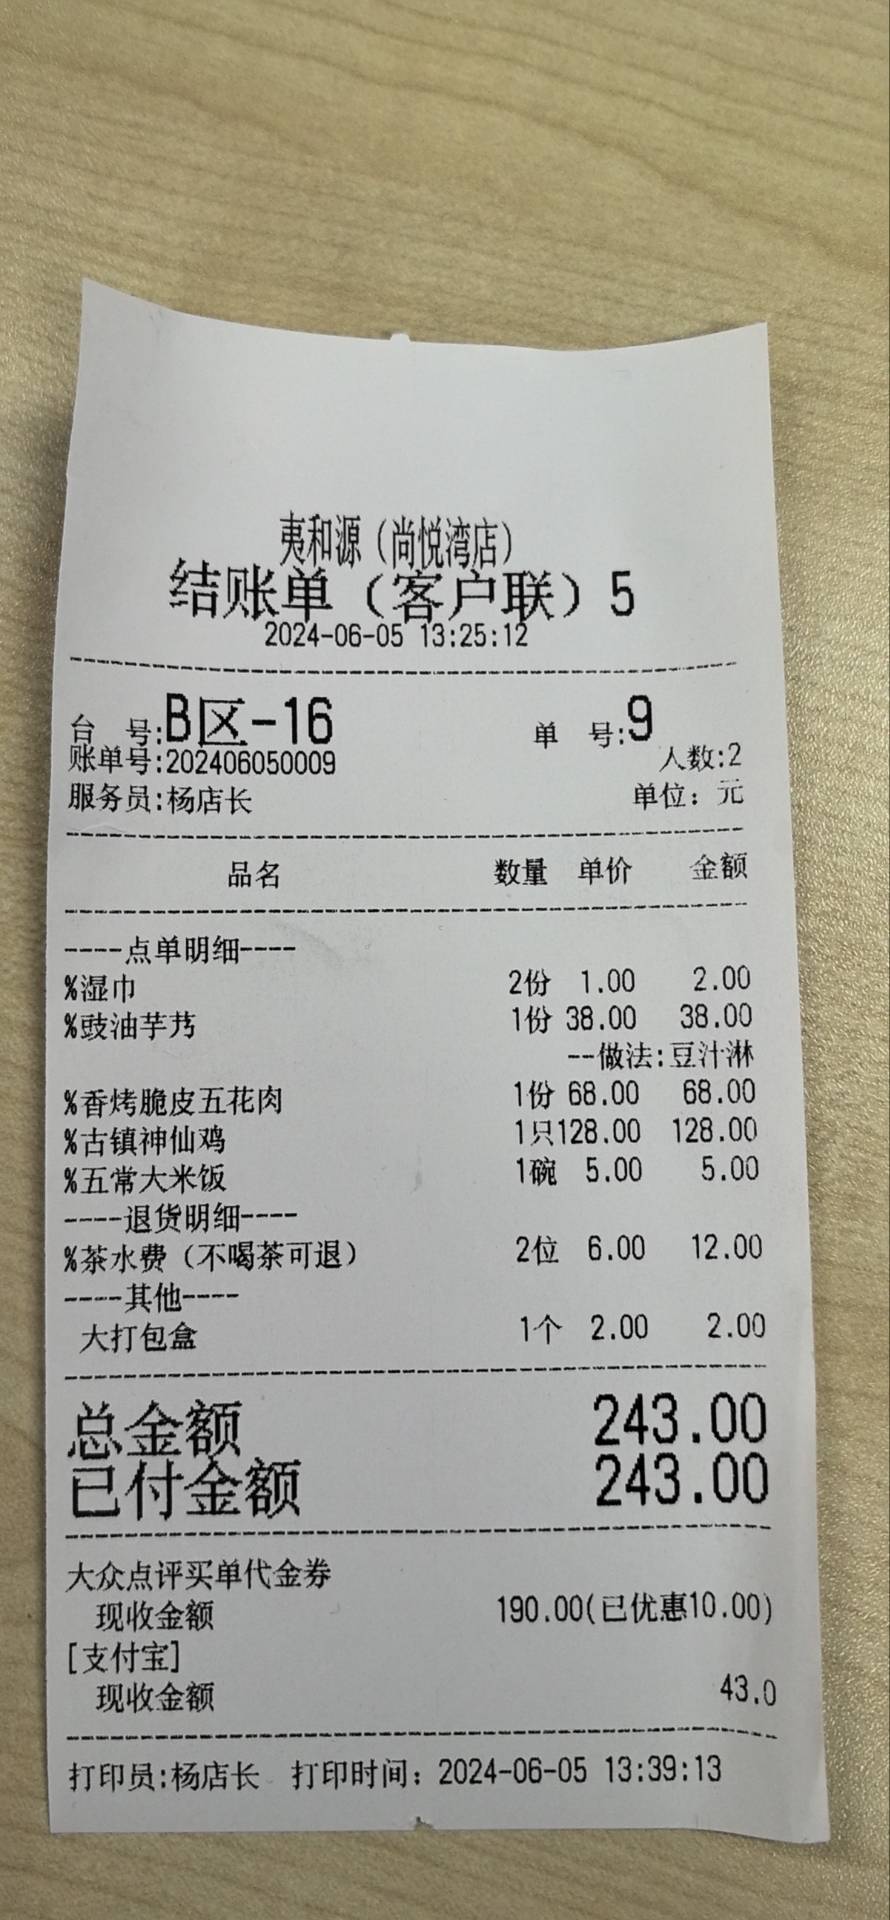 夷和源（尚悦湾店）
结账单（客户联）5
2024-06-05 13:25:12
台 号:B区-16 单 号:9
账单号:202406050009 人数:2
服务员:杨店长 单位：元
品名 数量 单价 金额
----点单明细----
%湿巾 2份 1.00 2.00
%豉油芋艿 1份 38.00 38.00
--做法:豆汁淋
%香烤脆皮五花肉 1份 68.00 68.00
%古镇神仙鸡 1只128.00 128.00
%五常大米饭 1碗 5.00 5.00
----退货明细----
%茶水费（不喝茶可退） 2位 6.00 12.00
----其他----
大打包盒 1个 2.00 2.00
总金额 243.00
已付金额 243.00
大众点评买单代金券
现收金额 190.00(已优惠10.00)
[支付宝]
现收金额 43.0
打印员:杨店长 打印时间：2024-06-05 13:39:13